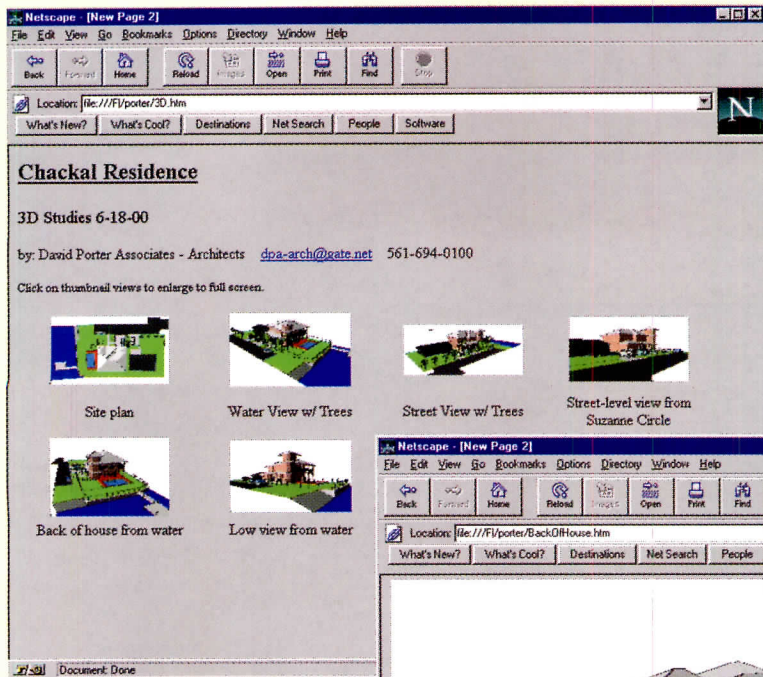 Netscape - [New Page 2]
File Edit View Go Bookmarks Options Directory Window Help
Back Forward Home Reload Images Open Print Find Stop
Location: file:///F|/porter/3D.htm
N
What's New? What's Cool? Destinations Net Search People Software
Chackal Residence
3D Studies 6-18-00
by: David Porter Associates - Architects dpa-arch@gate.net 561-694-0100
Click on thumbnail views to enlarge to full screen.
Site plan
Water View w/ Trees
Street View w/ Trees
Street-level view from
Suzanne Circle
Back of house from water
Low view from water
Document: Done
Netscape - [New Page 2]
File Edit View Go Bookmarks Options Directory Window Help
Back Forward Home Reload Images Open Print Find
Location: file:///F|/porter/BackOfHouse.htm
What's New? What's Cool? Destinations Net Search People